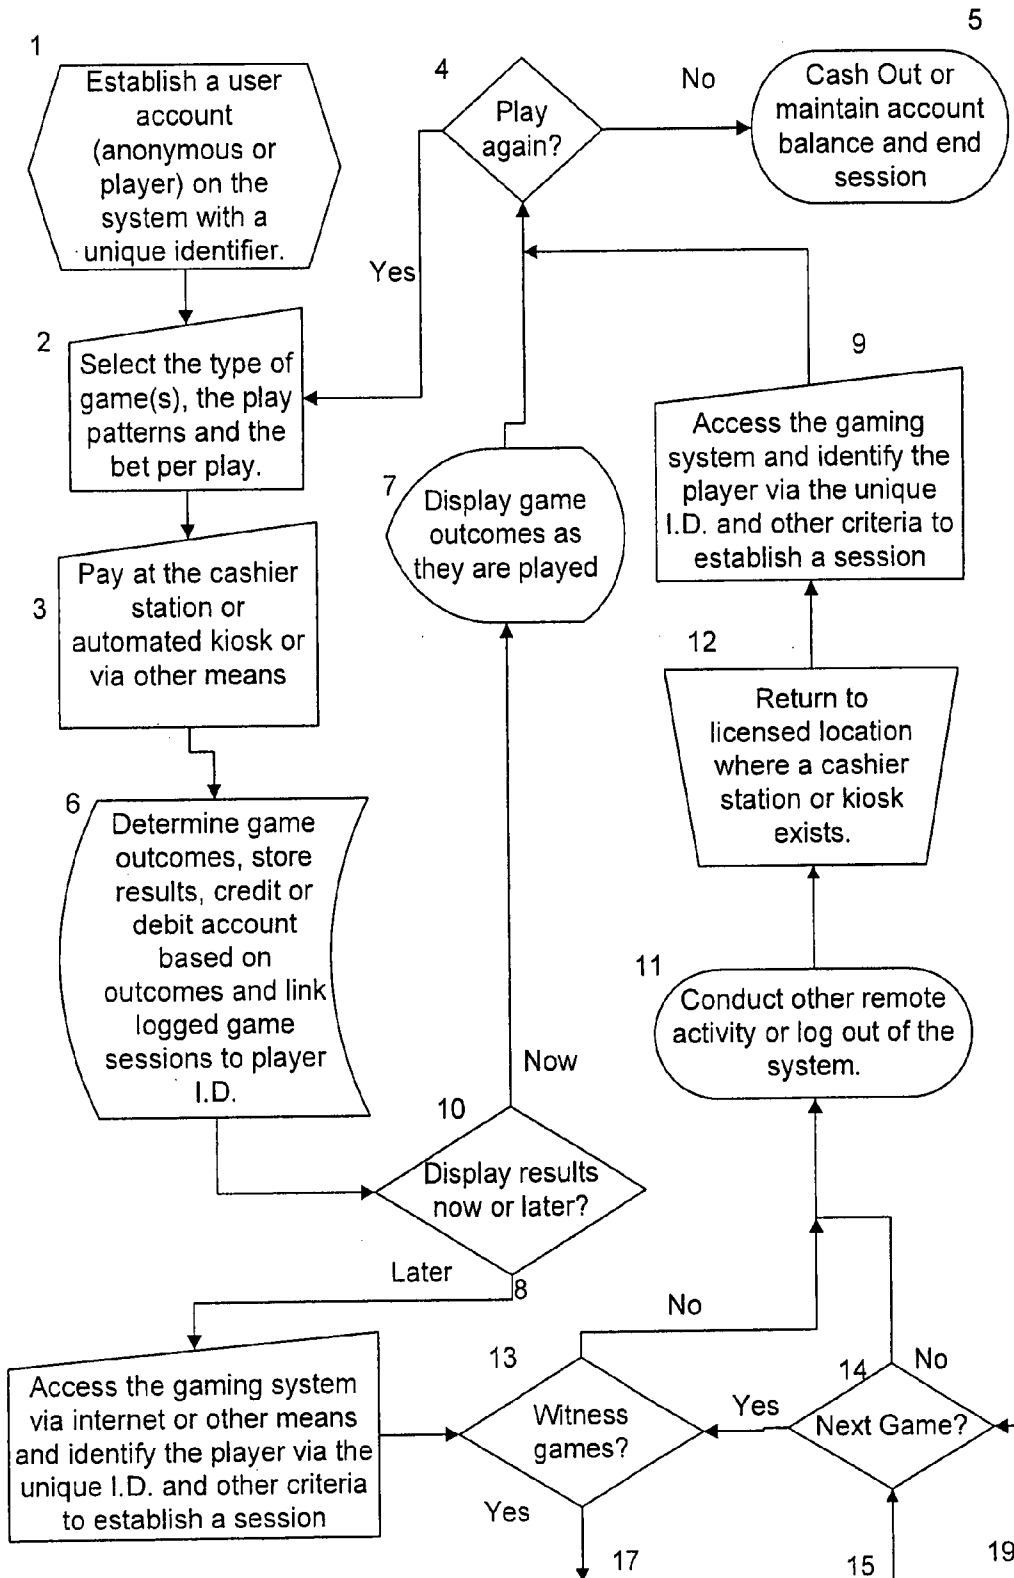 1
Establish a user
account
(anonymous or
player) on the
system with a
unique identifier.
2
Select the type of
game(s), the play
patterns and the
bet per play.
3
Pay at the cashier
station or
automated kiosk or
via other means
4
Play
again?
No
Yes
5
Cash Out or
maintain account
balance and end
session
6
Determine game
outcomes, store
results, credit or
debit account
based on
outcomes and link
logged game
sessions to player
I.D.
7
Display game
outcomes as
they are played
9
Access the gaming
system and identify the
player via the unique
I.D. and other criteria to
establish a session
12
Return to
licensed location
where a cashier
station or kiosk
exists.
11
Conduct other remote
activity or log out of the
system.
Now
10
Display results
now or later?
Later
8
Access the gaming system
via internet or other means
and identify the player via the
unique I.D. and other criteria
to establish a session
No
13
Witness
games?
Yes
Yes
14
No
Next Game?
17
15
19